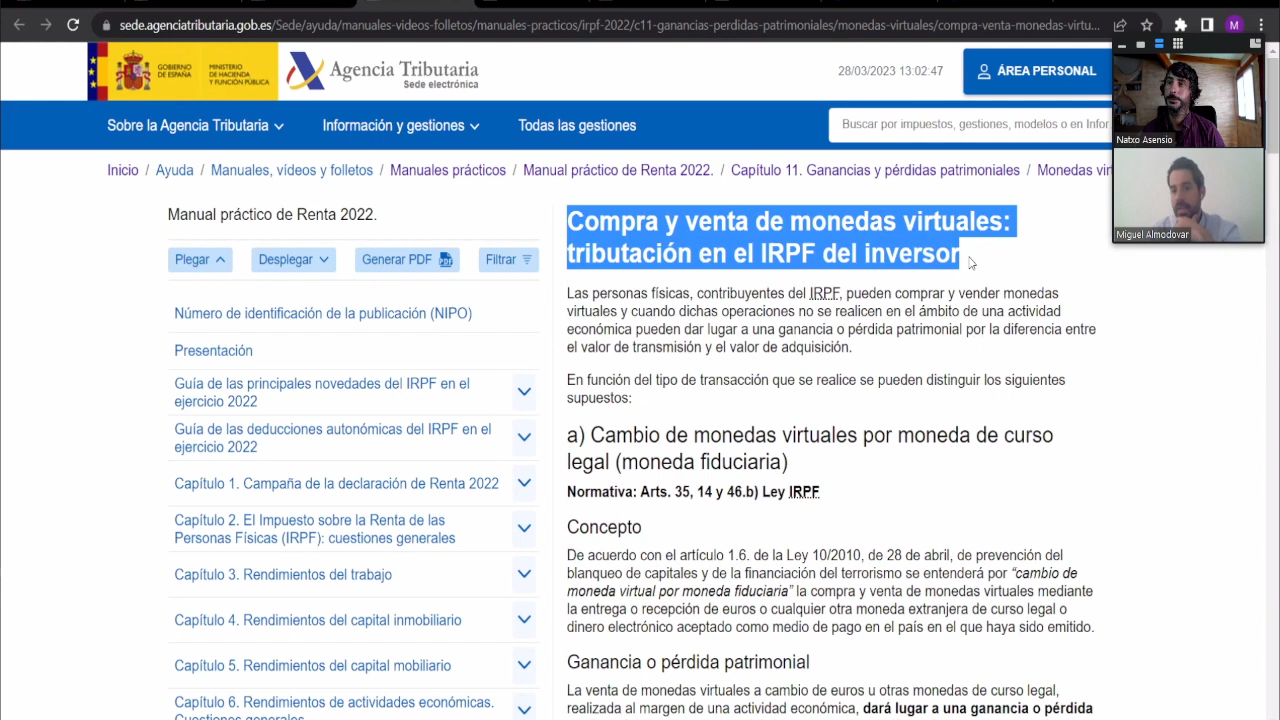 sede.agenciatributaria.gob.es/Sede/ayuda/manuales-videos-folletos/manuales-practicos/irpf-2022/c11-ganancias-perdidas-patrimoniales/monedas-virtuales/compra-venta-monedas-virtu...
M
GOBIERNO
DE ESPAÑA
MINISTERIO
DE HACIENDA
Y FUNCIÓN PÚBLICA
Agencia Tributaria
Sede electrónica
28/03/2023 13:02:47
ÁREA PERSONAL
Sobre la Agencia Tributaria
Información y gestiones
Todas las gestiones
Buscar por impuestos, gestiones, modelos o en Infor
Natxo Asensio
Miguel Almodovar
Inicio / Ayuda / Manuales, vídeos y folletos / Manuales prácticos / Manual práctico de Renta 2022. / Capítulo 11. Ganancias y pérdidas patrimoniales / Monedas vir
Manual práctico de Renta 2022.
Plegar
Desplegar
Generar PDF
Filtrar
Número de identificación de la publicación (NIPO)
Presentación
Guía de las principales novedades del IRPF en el
ejercicio 2022
Guía de las deducciones autonómicas del IRPF en el
ejercicio 2022
Capítulo 1. Campaña de la declaración de Renta 2022
Capítulo 2. El Impuesto sobre la Renta de las
Personas Físicas (IRPF): cuestiones generales
Capítulo 3. Rendimientos del trabajo
Capítulo 4. Rendimientos del capital inmobiliario
Capítulo 5. Rendimientos del capital mobiliario
Capítulo 6. Rendimientos de actividades económicas.
Cuestiones generales
Compra y venta de monedas virtuales:
tributación en el IRPF del inversor
Las personas físicas, contribuyentes del IRPF, pueden comprar y vender monedas
virtuales y cuando dichas operaciones no se realicen en el ámbito de una actividad
económica pueden dar lugar a una ganancia o pérdida patrimonial por la diferencia entre
el valor de transmisión y el valor de adquisición.
En función del tipo de transacción que se realice se pueden distinguir los siguientes
supuestos:
a) Cambio de monedas virtuales por moneda de curso
legal (moneda fiduciaria)
Normativa: Arts. 35, 14 y 46.b) Ley IRPF
Concepto
De acuerdo con el artículo 1.6. de la Ley 10/2010, de 28 de abril, de prevención del
blanqueo de capitales y de la financiación del terrorismo se entenderá por “cambio de
moneda virtual por moneda fiduciaria” la compra y venta de monedas virtuales mediante
la entrega o recepción de euros o cualquier otra moneda extranjera de curso legal o
dinero electrónico aceptado como medio de pago en el país en el que haya sido emitido.
Ganancia o pérdida patrimonial
La venta de monedas virtuales a cambio de euros u otras monedas de curso legal,
realizada al margen de una actividad económica, dará lugar a una ganancia o pérdida